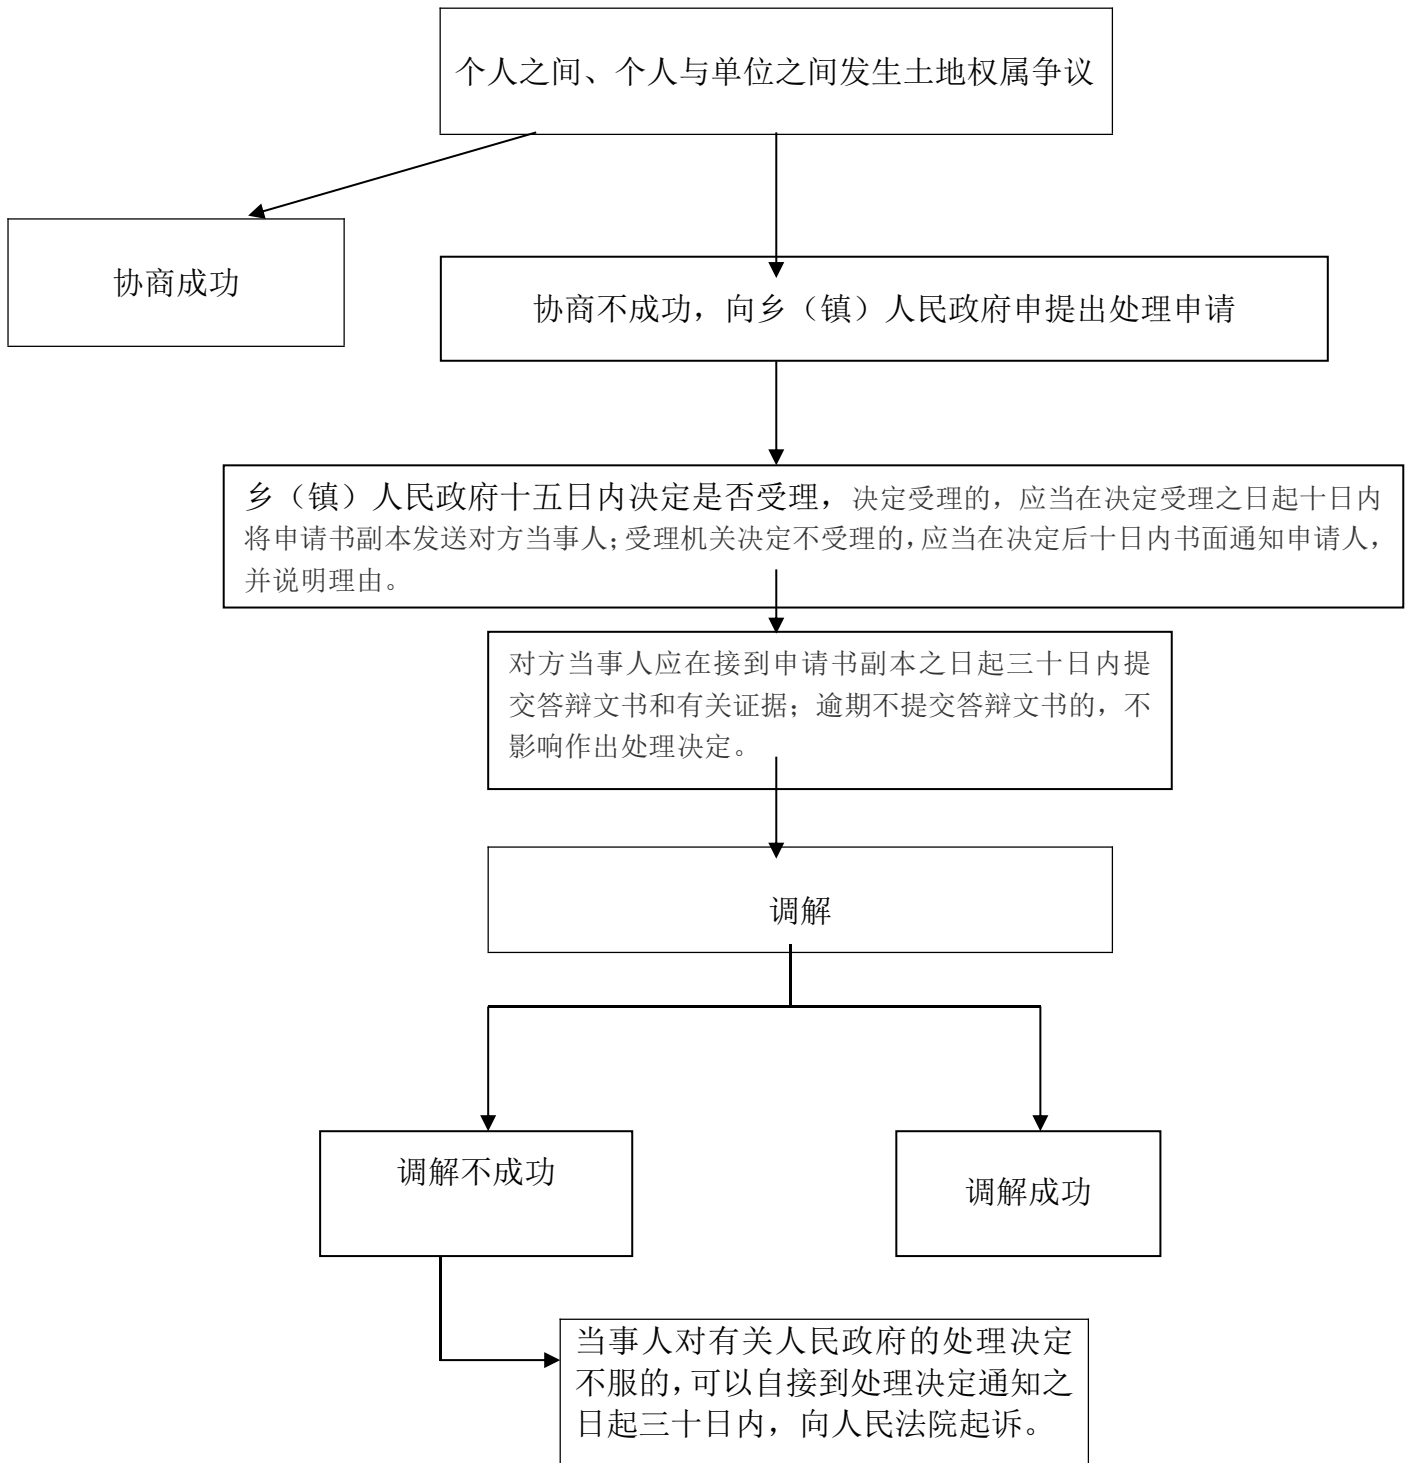 个人之间、个人与单位之间发生土地权属争议
协商成功
协商不成功，向乡（镇）人民政府申提出处理申请
乡（镇）人民政府十五日内决定是否受理，决定受理的，应当在决定受理之日起十日内
将申请书副本发送对方当事人；受理机关决定不受理的，应当在决定后十日内书面通知申请人，
并说明理由。
对方当事人应在接到申请书副本之日起三十日内提
交答辩文书和有关证据；逾期不提交答辩文书的，不
影响作出处理决定。
调解
调解不成功
调解成功
当事人对有关人民政府的处理决定
不服的，可以自接到处理决定通知之
日起三十日内，向人民法院起诉。